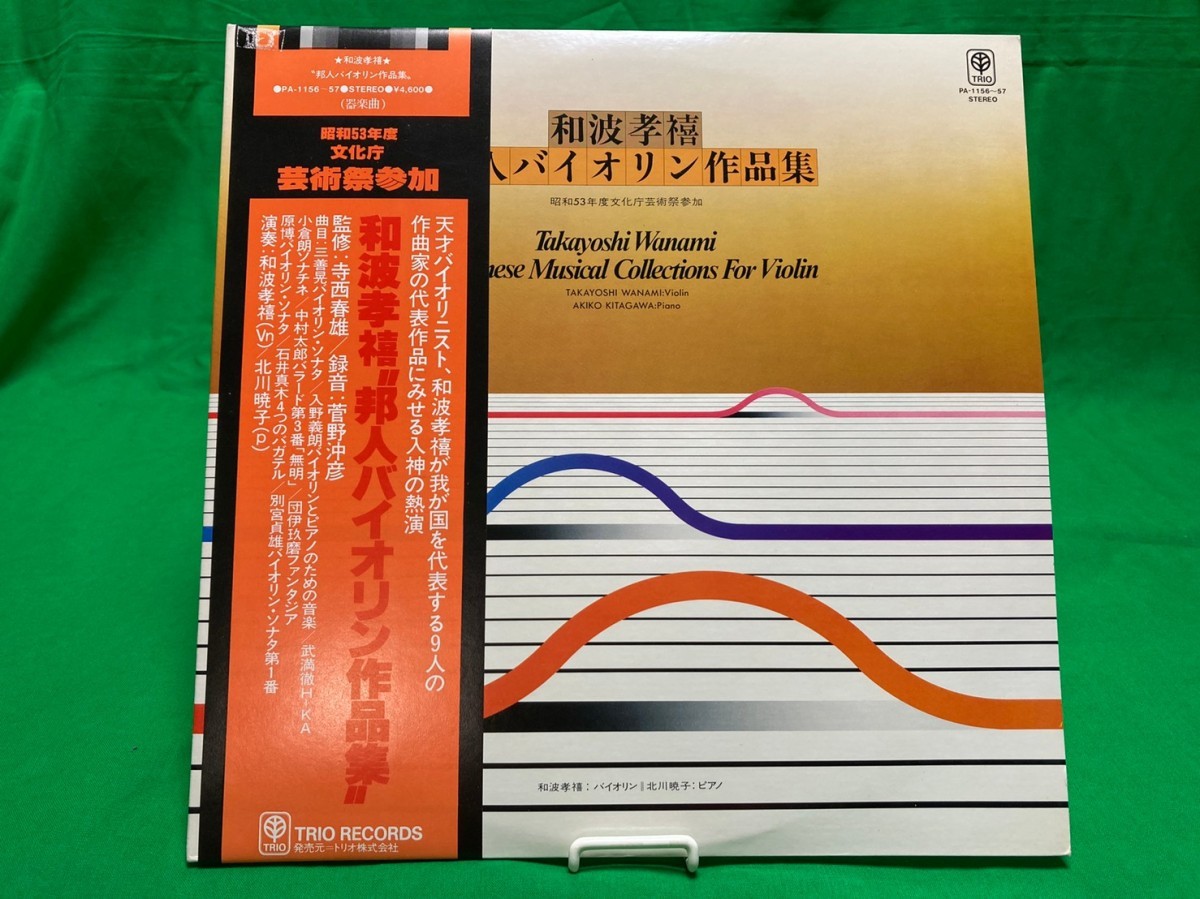 ★和波孝禧★
〝邦人バイオリン作品集〟
●PA-1156~57●STEREO●¥4,600●
(器楽曲)
昭和53年度
文化庁
芸術祭参加
天才バイオリニスト、和波孝禧が我が国を代表する9人の
作曲家の代表作品にみせる入神の熱演
和波孝禧〝邦人バイオリン作品集〟
監修:寺西春雄/録音:菅野沖彦
曲目:三善晃バイオリン・ソナタ/入野義朗バイオリンとピアノのための音楽/武満徹H・KA
小倉朗ソナチネ/中村太郎バラード第3番「無明」/団伊玖磨ファンタジア
原博バイオリン・ソナタ/石井真木4つのバガテル/別宮貞雄バイオリン・ソナタ第1番
演奏:和波孝禧(Vn)/北川暁子(p)
TRIO
TRIO RECORDS
発売元=トリオ株式会社
TRIO
PA-1156~57
STEREO
和波孝禧
人バイオリン作品集
昭和53年度文化庁芸術祭参加
Takayoshi Wanami
nese Musical Collections For Violin
TAKAYOSHI WANAMI:Violin
AKIKO KITAGAWA:Piano
和波孝禧:バイオリン‖北川暁子:ピアノ